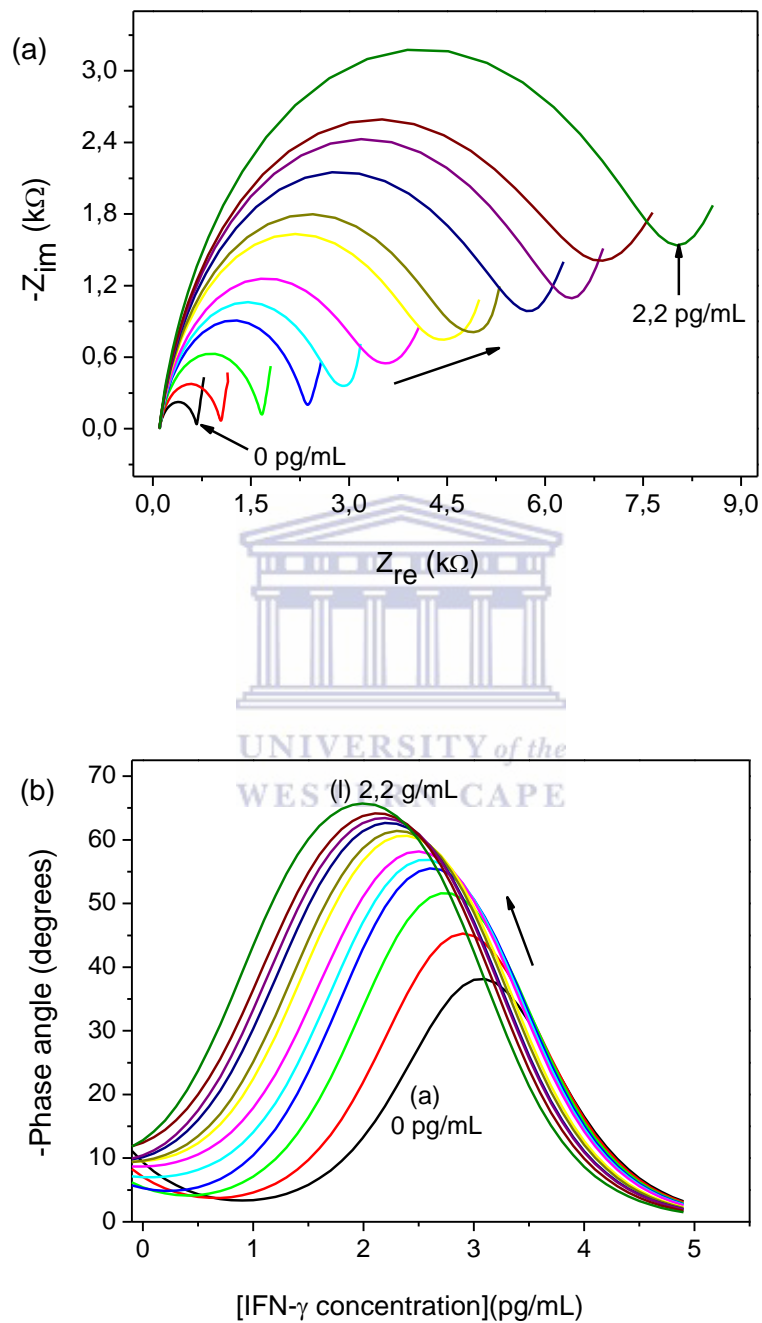 (a)
3,0
2,4
1,8
1,2
0,6
0,0
-Zim (kΩ)
2,2 pg/mL
0 pg/mL
0,0 1,5 3,0 4,5 6,0 7,5 9,0
Zre (kΩ)
UNIVERSITY of the
WESTERN CAPE
(b)
70
60
50
40
30
20
10
0
-Phase angle (degrees)
(l) 2,2 g/mL
(a)
0 pg/mL
0 1 2 3 4 5
[IFN-γ concentration](pg/mL)